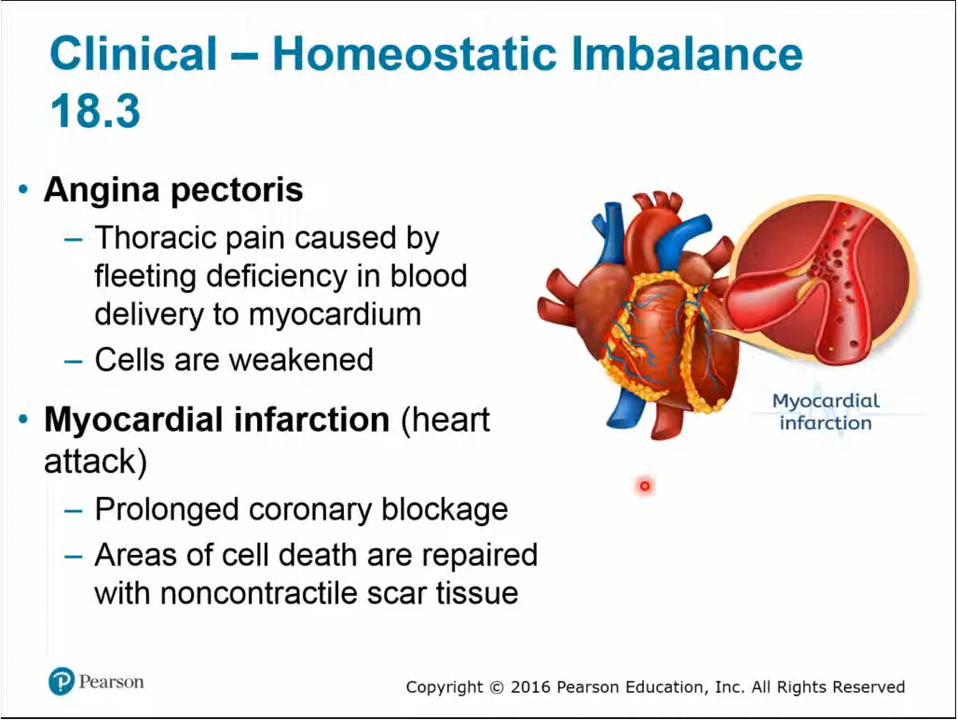 Clinical – Homeostatic Imbalance
18.3
• Angina pectoris
– Thoracic pain caused by
fleeting deficiency in blood
delivery to myocardium
– Cells are weakened
• Myocardial infarction (heart
attack)
– Prolonged coronary blockage
– Areas of cell death are repaired
with noncontractile scar tissue
Myocardial
infarction
P Pearson
Copyright © 2016 Pearson Education, Inc. All Rights Reserved